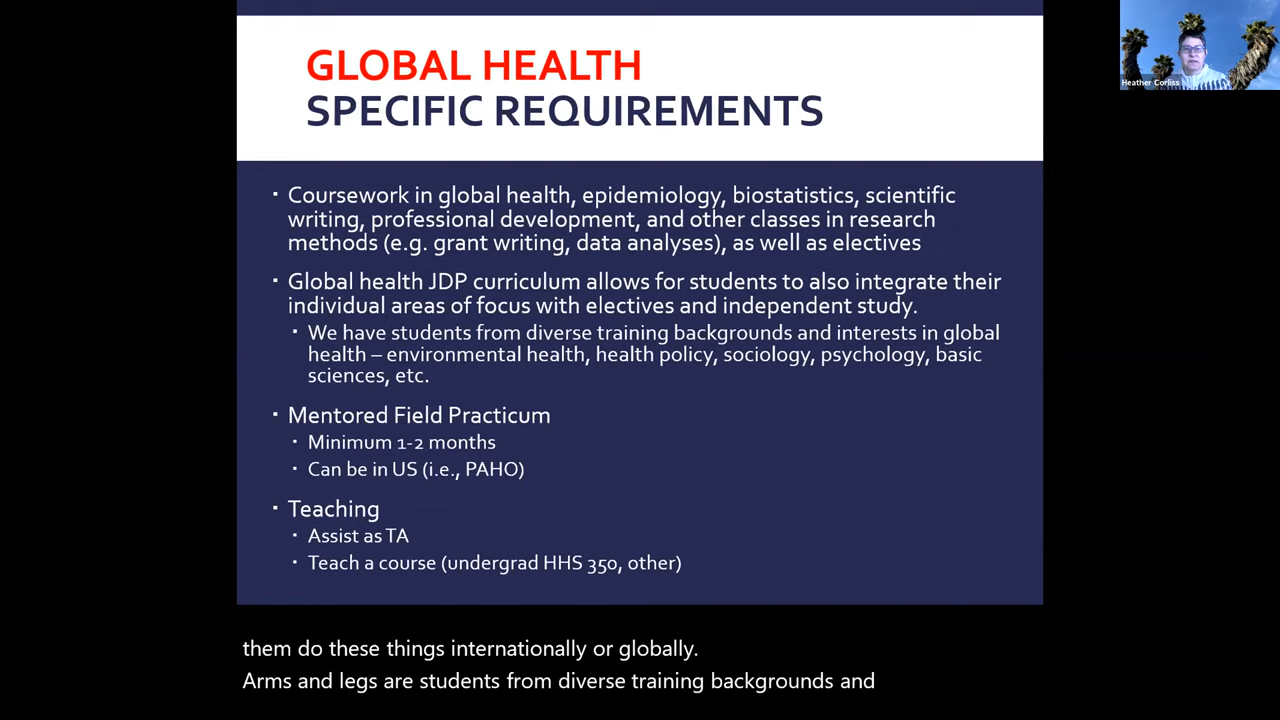 GLOBAL HEALTH
SPECIFIC REQUIREMENTS
Heather Corliss
▪ Coursework in global health, epidemiology, biostatistics, scientific
writing, professional development, and other classes in research
methods (e.g. grant writing, data analyses), as well as electives
▪ Global health JDP curriculum allows for students to also integrate their
individual areas of focus with electives and independent study.
▪ We have students from diverse training backgrounds and interests in global
health – environmental health, health policy, sociology, psychology, basic
sciences, etc.
▪ Mentored Field Practicum
▪ Minimum 1-2 months
▪ Can be in US (i.e., PAHO)
▪ Teaching
▪ Assist as TA
▪ Teach a course (undergrad HHS 350, other)
them do these things internationally or globally.
Arms and legs are students from diverse training backgrounds and